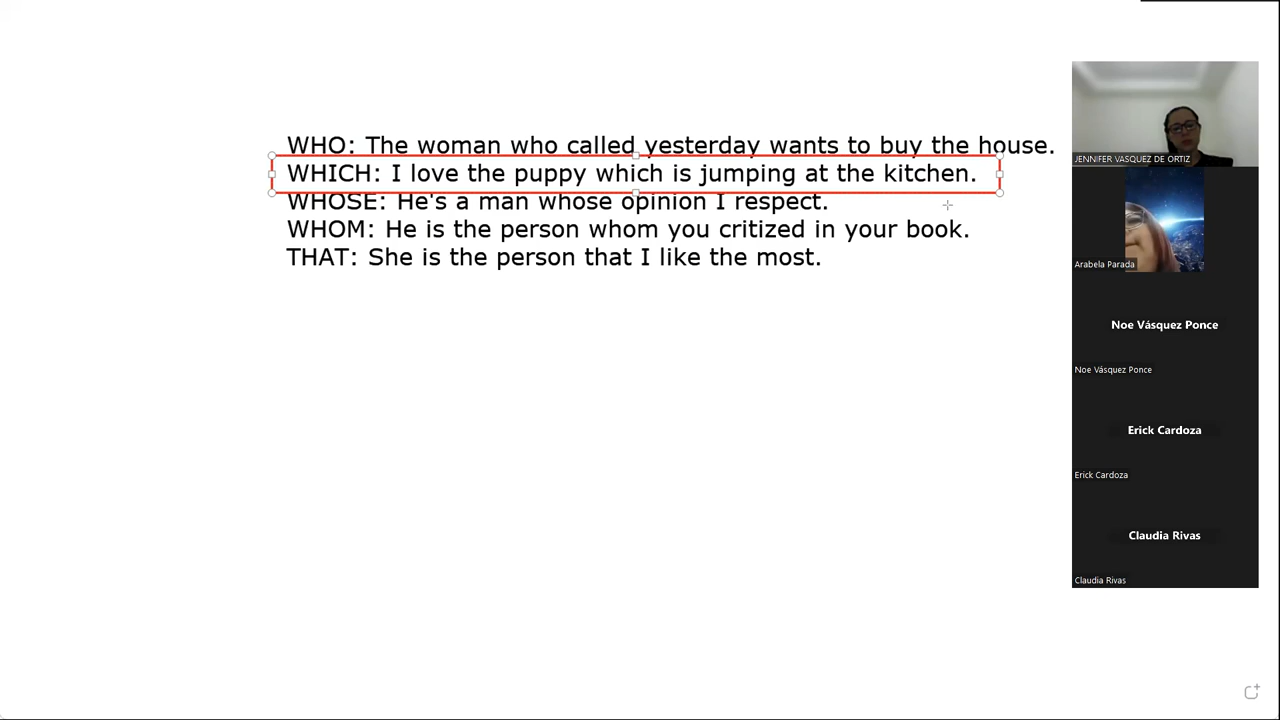 WHO: The woman who called yesterday wants to buy the house.
WHICH: I love the puppy which is jumping at the kitchen.
WHOSE: He's a man whose opinion I respect.
WHOM: He is the person whom you critized in your book.
THAT: She is the person that I like the most.
JENNIFER VASQUEZ DE ORTIZ
Arabela Parada
Noe Vásquez Ponce
Noe Vásquez Ponce
Erick Cardoza
Erick Cardoza
Claudia Rivas
Claudia Rivas